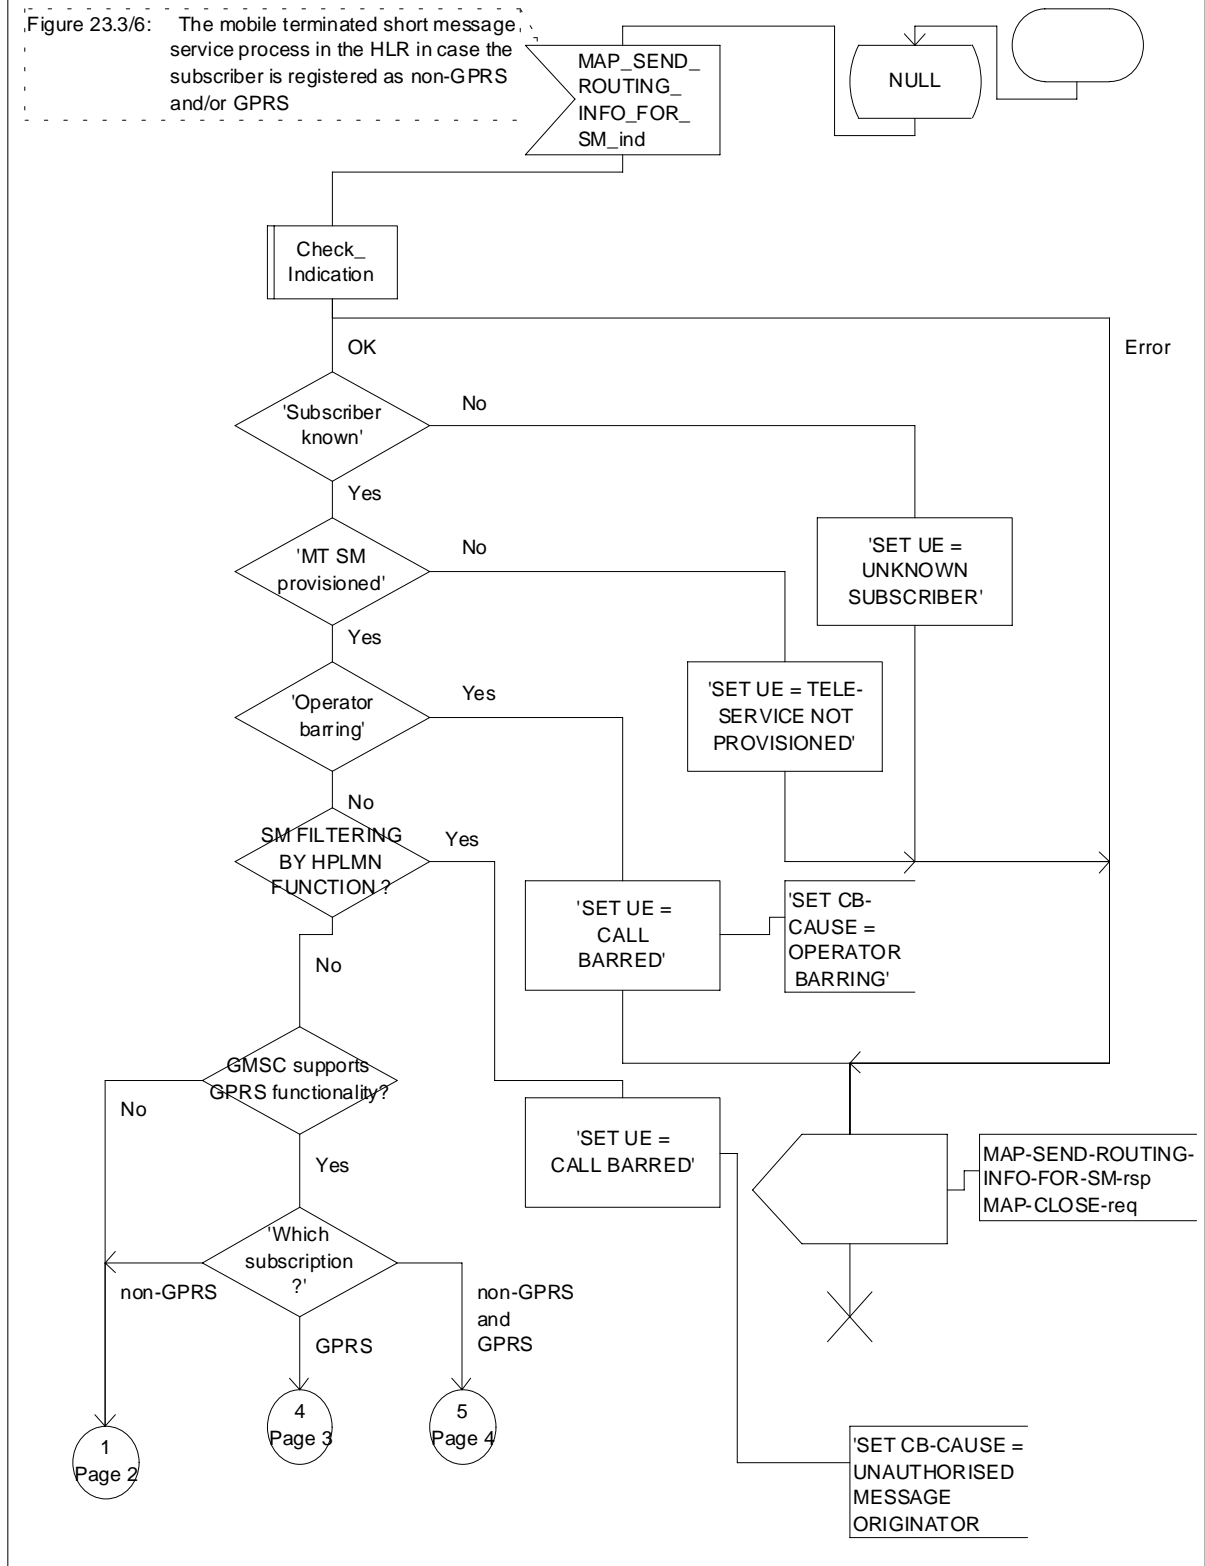 Figure 23.3/6: The mobile terminated short message
service process in the HLR in case the
subscriber is registered as non-GPRS
and/or GPRS
MAP_SEND_
ROUTING_
INFO_FOR_
SM_ind
NULL
Check_
Indication
OK
Error
'Subscriber
known'
No
Yes
'SET UE =
UNKNOWN
SUBSCRIBER'
'MT SM
provisioned'
No
Yes
'SET UE = TELE-
SERVICE NOT
PROVISIONED'
'Operator
barring'
Yes
No
SM FILTERING
BY HPLMN
FUNCTION ?
Yes
No
'SET UE =
CALL
BARRED'
'SET CB-
CAUSE =
OPERATOR
BARRING'
GMSC supports
GPRS functionality?
No
Yes
'SET UE =
CALL BARRED'
MAP-SEND-ROUTING-
INFO-FOR-SM-rsp
MAP-CLOSE-req
'Which
subscription
?'
non-GPRS
GPRS
non-GPRS
and
GPRS
1
Page 2
4
Page 3
5
Page 4
'SET CB-CAUSE =
UNAUTHORISED
MESSAGE
ORIGINATOR